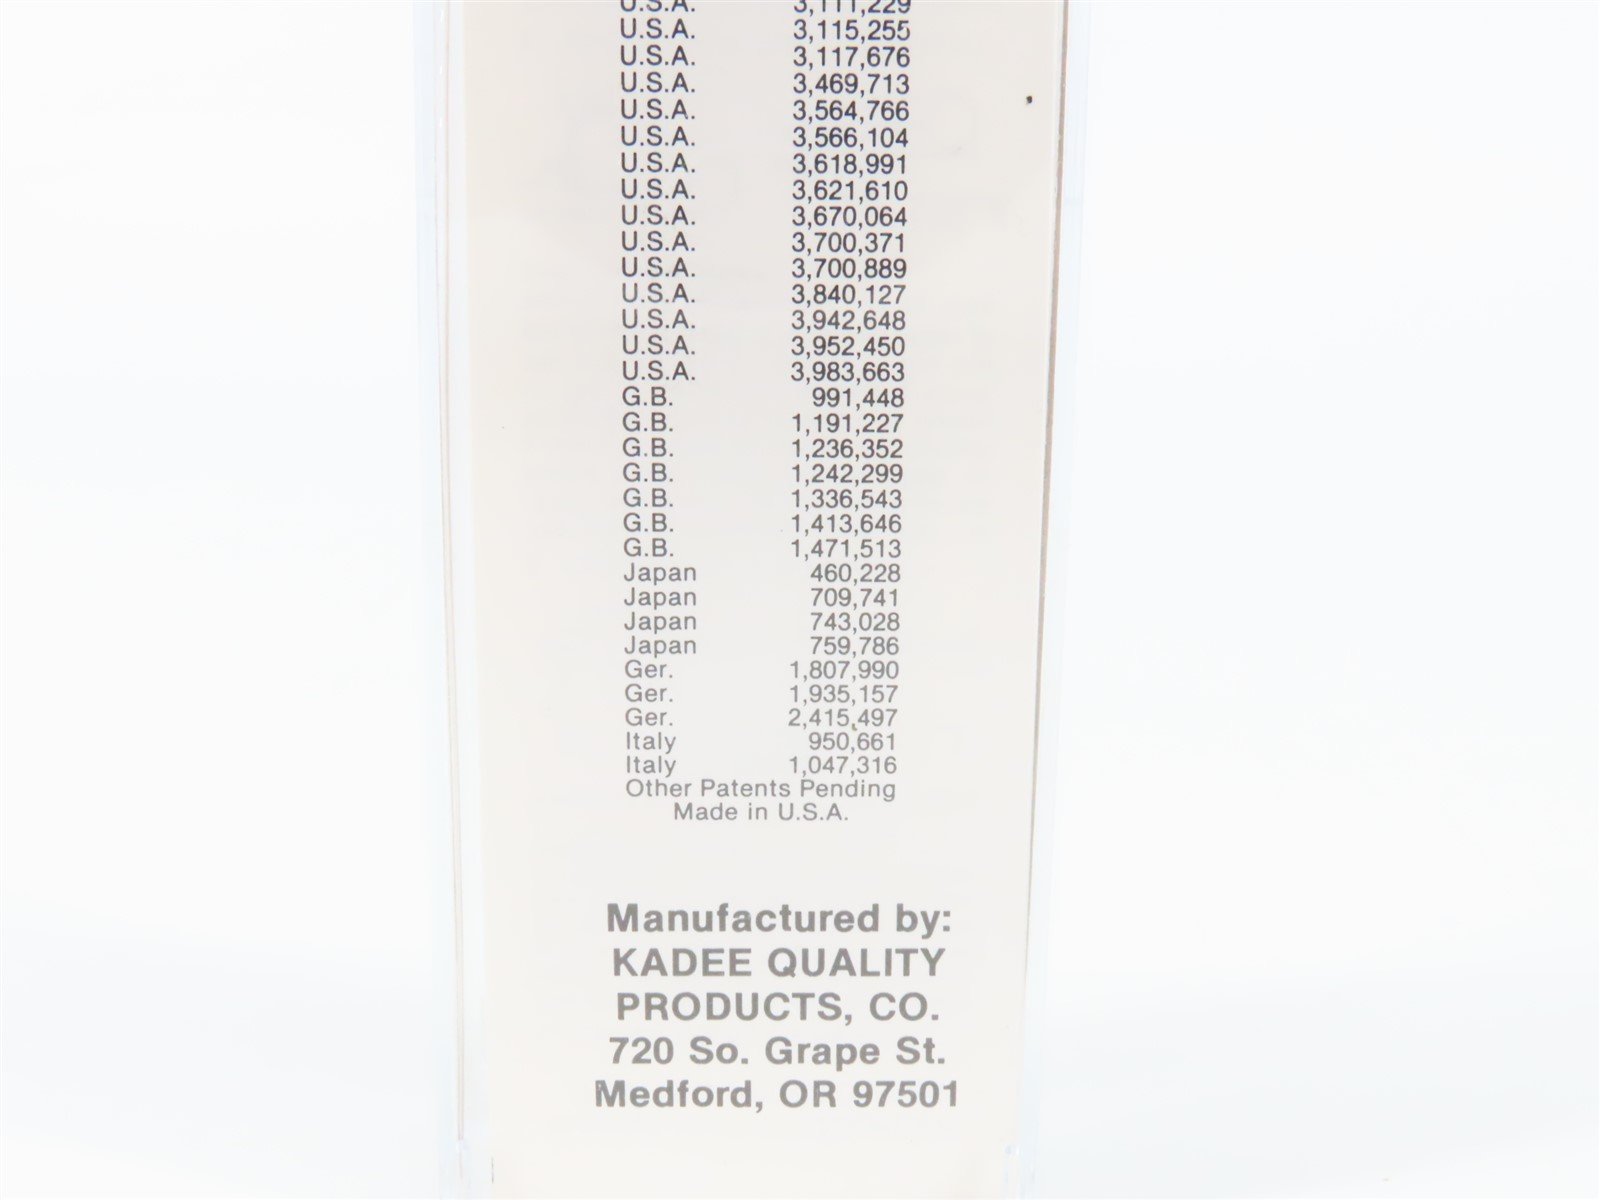 U.S.A. 3,111,229
U.S.A. 3,115,255
U.S.A. 3,117,676
U.S.A. 3,469,713
U.S.A. 3,564,766
U.S.A. 3,566,104
U.S.A. 3,618,991
U.S.A. 3,621,610
U.S.A. 3,670,064
U.S.A. 3,700,371
U.S.A. 3,700,889
U.S.A. 3,840,127
U.S.A. 3,942,648
U.S.A. 3,952,450
U.S.A. 3,983,663
G.B. 991,448
G.B. 1,191,227
G.B. 1,236,352
G.B. 1,242,299
G.B. 1,336,543
G.B. 1,413,646
G.B. 1,471,513
Japan 460,228
Japan 709,741
Japan 743,028
Japan 759,786
Ger. 1,807,990
Ger. 1,935,157
Ger. 2,415,497
Italy 950,661
Italy 1,047,316
Other Patents Pending
Made in U.S.A.
Manufactured by:
KADEE QUALITY
PRODUCTS, CO.
720 So. Grape St.
Medford, OR 97501